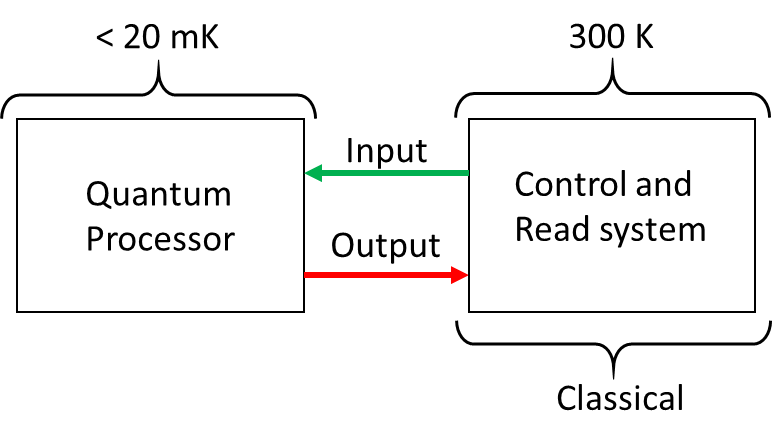 < 20 mK
300 K
Input
Quantum
Processor
Control and
Read system
Output
Classical